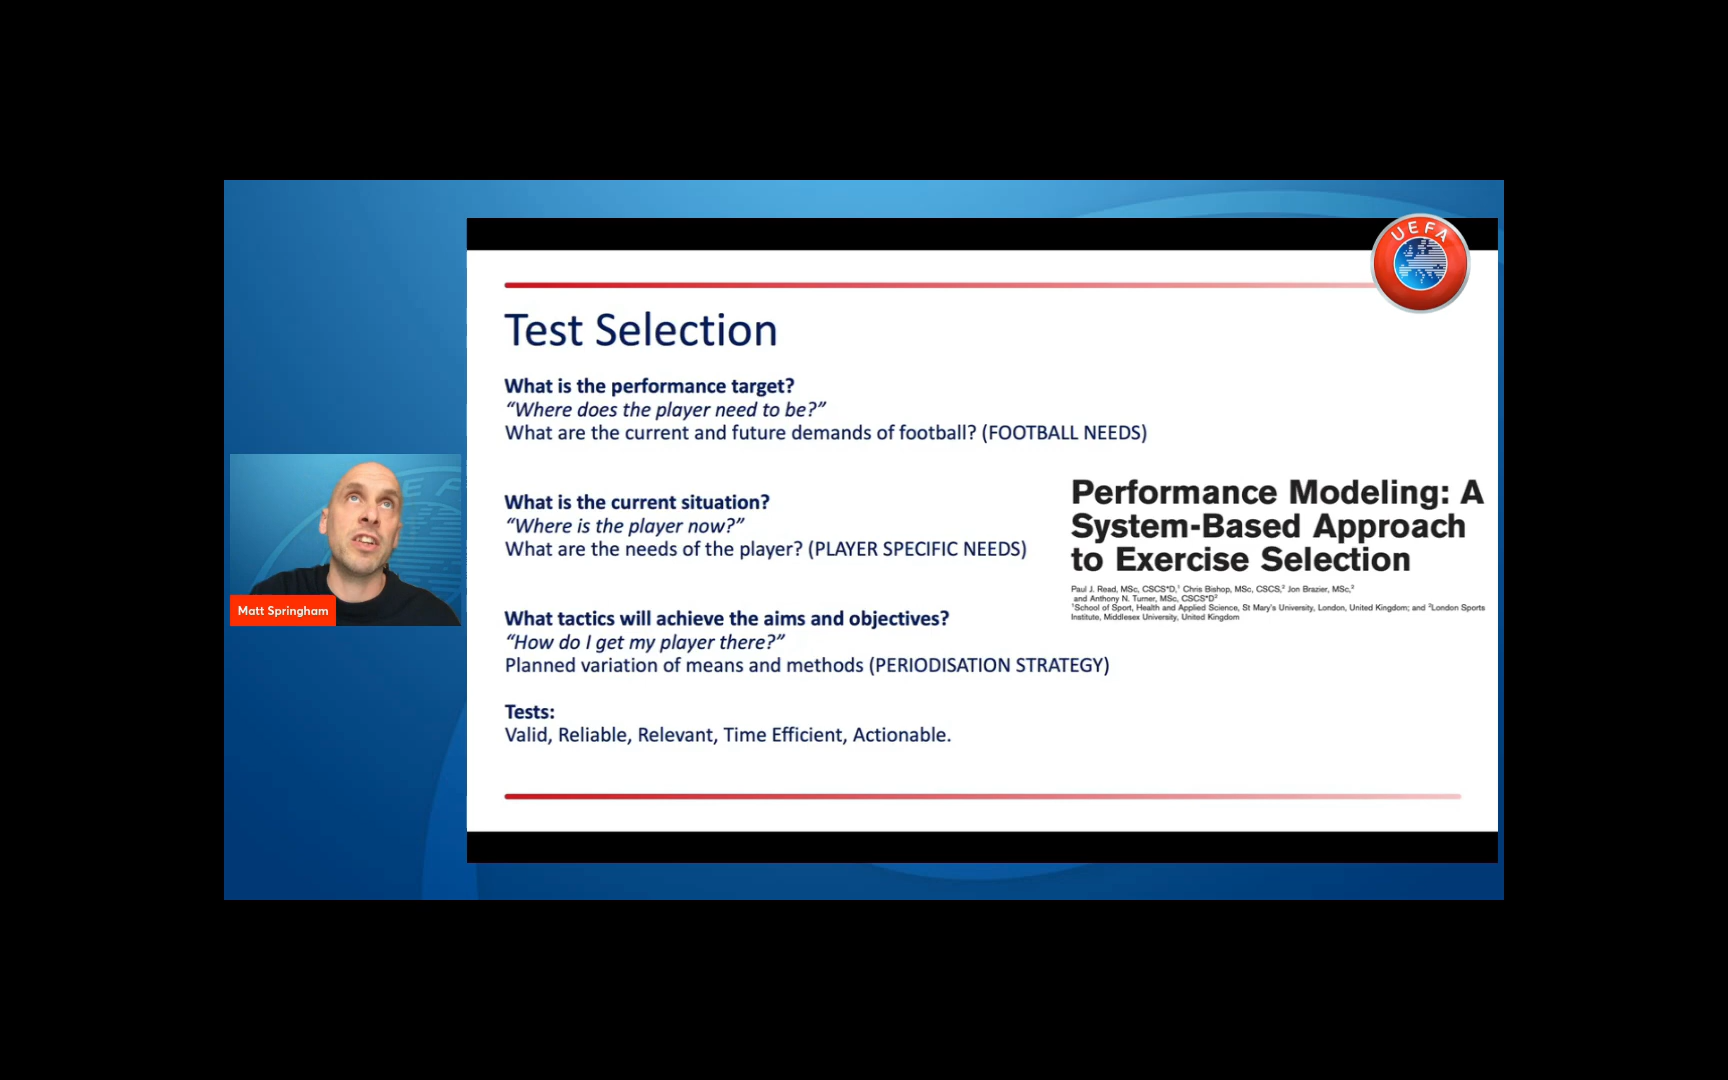 UEFA
Test Selection
What is the performance target?
“Where does the player need to be?”
What are the current and future demands of football? (FOOTBALL NEEDS)
What is the current situation?
“Where is the player now?”
What are the needs of the player? (PLAYER SPECIFIC NEEDS)
What tactics will achieve the aims and objectives?
“How do I get my player there?”
Planned variation of means and methods (PERIODISATION STRATEGY)
Tests:
Valid, Reliable, Relevant, Time Efficient, Actionable.
Performance Modeling: A
System-Based Approach
to Exercise Selection
Paul J. Read, MSc, CSCS*D,¹ Chris Bishop, MSc, CSCS,² Jon Brazier, MSc,²
and Anthony N. Turner, MSc, CSCS*D²
¹School of Sport, Health and Applied Science, St Mary's University, London, United Kingdom; and ²London Sports
Institute, Middlesex University, United Kingdom
E F A
Matt Springham